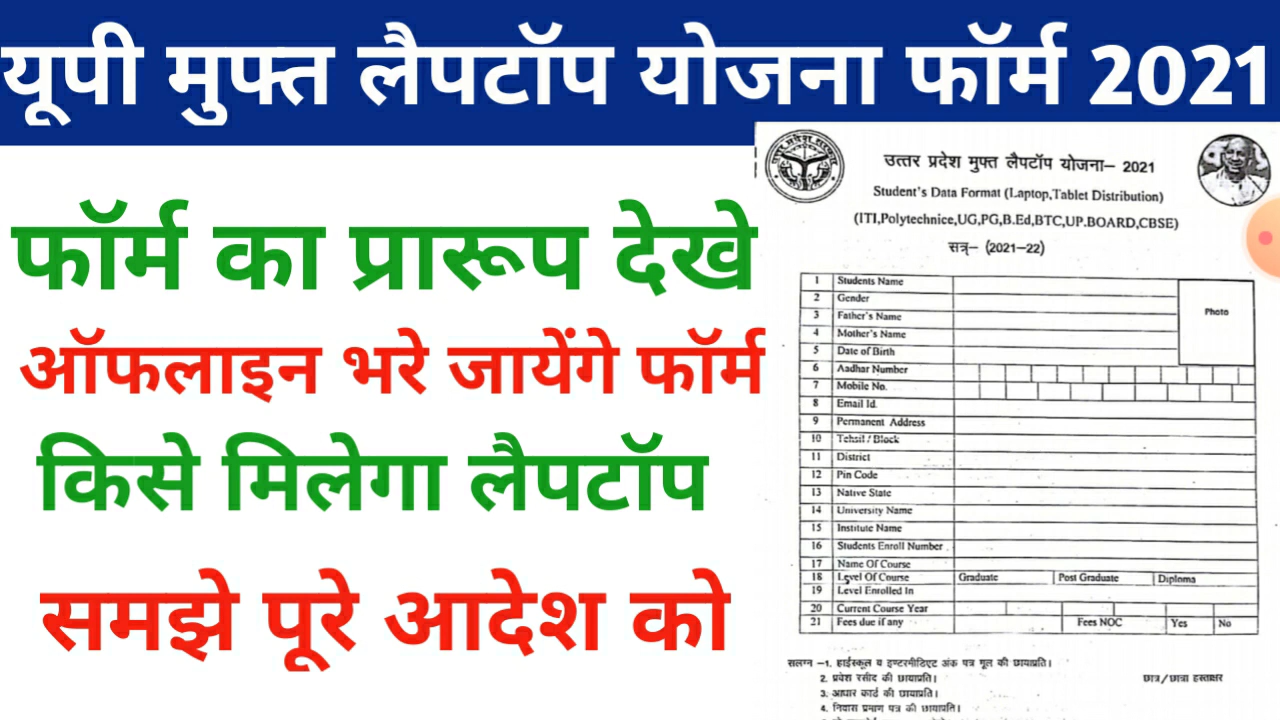 यूपी मुफ्त लैपटॉप योजना फॉर्म 2021
फॉर्म का प्रारूप देखे
ऑफलाइन भरे जायेंगे फॉर्म
किसे मिलेगा लैपटॉप
समझे पूरे आदेश को
उत्तर प्रदेश मुफ्त लैपटॉप योजना– 2021
Student's Data Format (Laptop,Tablet Distribution)
(ITI,Polytechnice,UG,PG,B.Ed,BTC,UP.BOARD,CBSE)
सत्र– (2021–22)
1 Students Name
Photo
2 Gender
3 Father's Name
4 Mother's Name
5 Date of Birth
6 Aadhar Number
7 Mobile No.
8 Email Id.
9 Permanent Address
10 Tehsil / Block
11 District
12 Pin Code
13 Native State
14 University Name
15 Institute Name
16 Students Enroll Number
17 Name Of Course
18 Level Of Course Graduate Post Graduate Diploma
19 Level Enrolled In
20 Current Course Year
21 Fees due if any Fees NOC Yes No
सलग्न –1. हाईस्कूल व इण्टरमीडिएट अंक पत्र मूल की छायाप्रति।
2. प्रवेश रसीद की छायाप्रति। छात्र/छात्रा हस्ताक्षर
3. आधार कार्ड की छायाप्रति।
4. निवास प्रमाण पत्र की छायाप्रति।